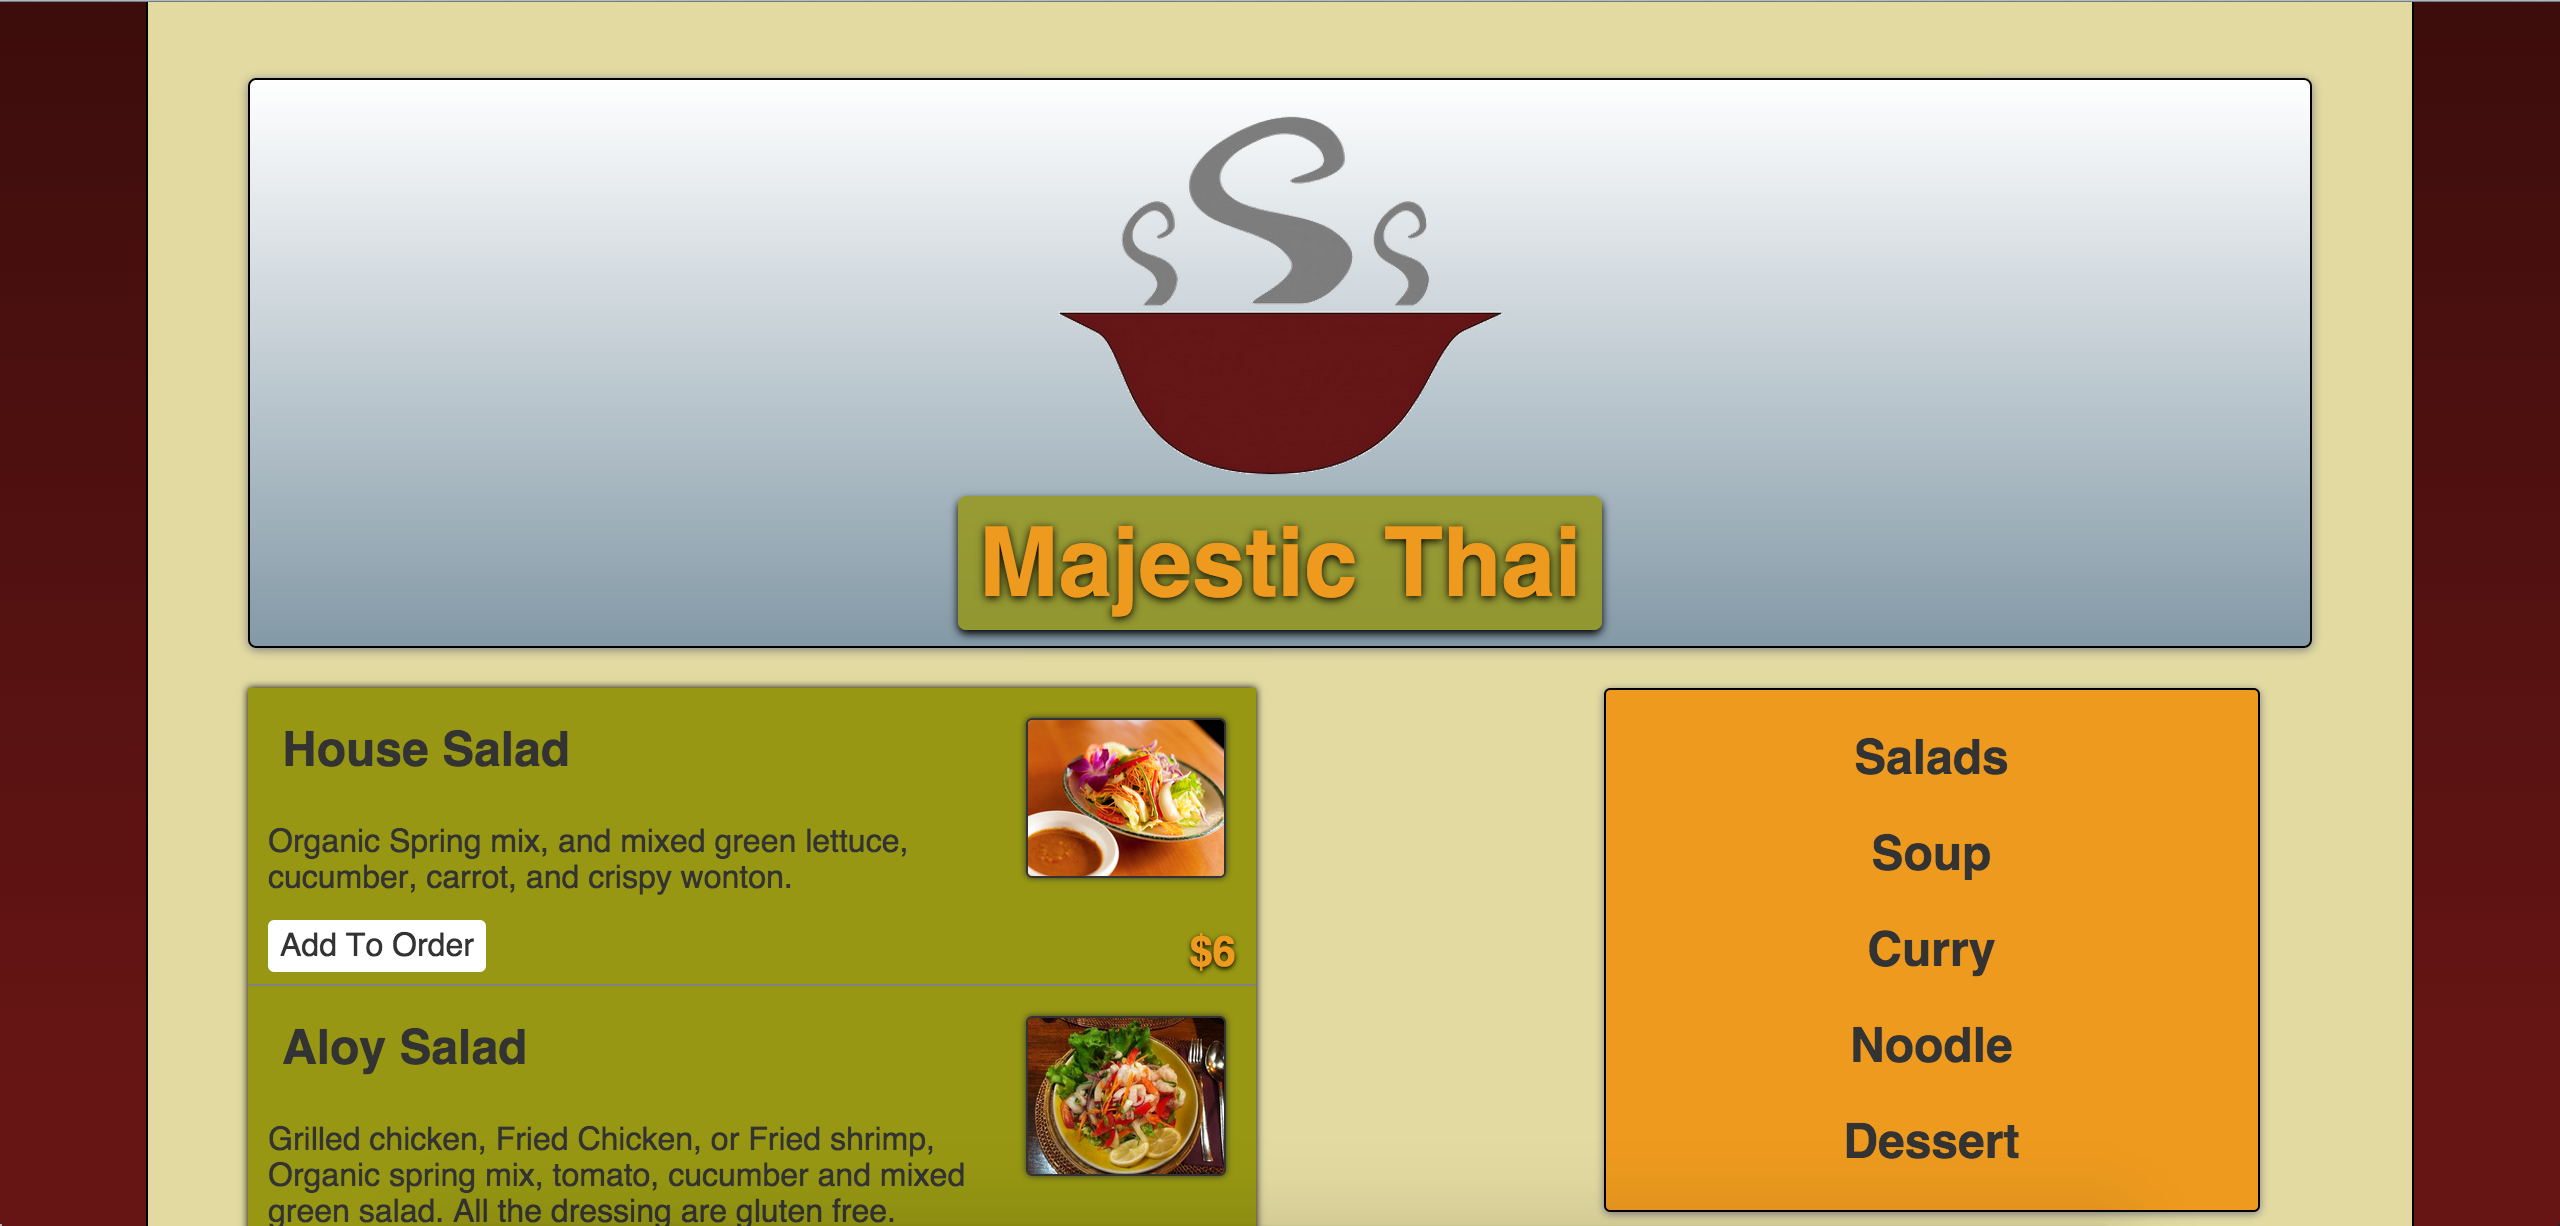 Majestic Thai
House Salad
Organic Spring mix, and mixed green lettuce,
cucumber, carrot, and crispy wonton.
Add To Order
$6
Aloy Salad
Grilled chicken, Fried Chicken, or Fried shrimp,
Organic spring mix, tomato, cucumber and mixed
green salad. All the dressing are gluten free.
Salads
Soup
Curry
Noodle
Dessert